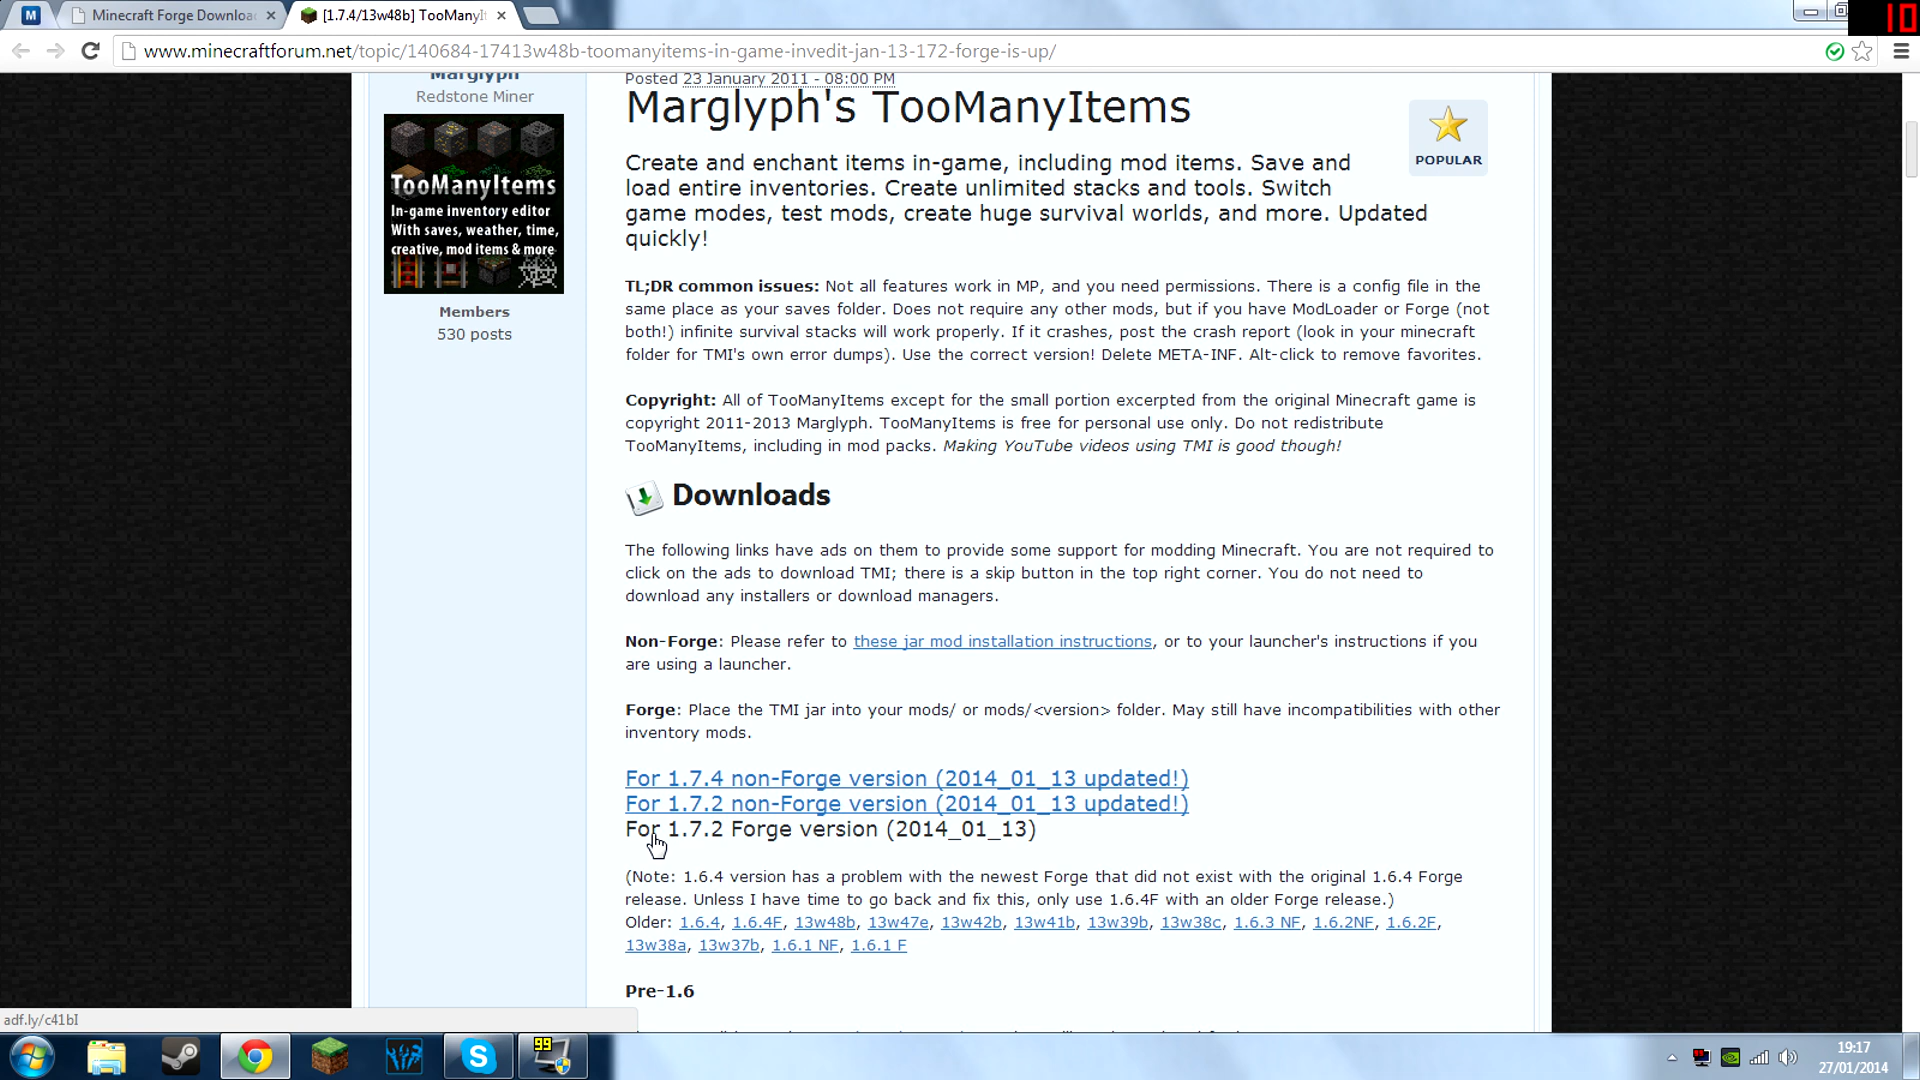 M
Minecraft Forge Download
[1.7.4/13w48b] TooManyIt
10
www.minecraftforum.net/topic/140684-17413w48b-toomanyitems-in-game-invedit-jan-13-172-forge-is-up/
Marglyph
Redstone Miner
TooManyItems
In-game inventory editor
With saves, weather, time,
creative, mod items & more
Members
530 posts
Posted 23 January 2011 - 08:00 PM
Marglyph's TooManyItems
POPULAR
Create and enchant items in-game, including mod items. Save and
load entire inventories. Create unlimited stacks and tools. Switch
game modes, test mods, create huge survival worlds, and more. Updated
quickly!
TL;DR common issues: Not all features work in MP, and you need permissions. There is a config file in the
same place as your saves folder. Does not require any other mods, but if you have ModLoader or Forge (not
both!) infinite survival stacks will work properly. If it crashes, post the crash report (look in your minecraft
folder for TMI's own error dumps). Use the correct version! Delete META-INF. Alt-click to remove favorites.
Copyright: All of TooManyItems except for the small portion excerpted from the original Minecraft game is
copyright 2011-2013 Marglyph. TooManyItems is free for personal use only. Do not redistribute
TooManyItems, including in mod packs. Making YouTube videos using TMI is good though!
Downloads
The following links have ads on them to provide some support for modding Minecraft. You are not required to
click on the ads to download TMI; there is a skip button in the top right corner. You do not need to
download any installers or download managers.
Non-Forge: Please refer to these jar mod installation instructions, or to your launcher's instructions if you
are using a launcher.
Forge: Place the TMI jar into your mods/ or mods/<version> folder. May still have incompatibilities with other
inventory mods.
For 1.7.4 non-Forge version (2014_01_13 updated!)
For 1.7.2 non-Forge version (2014_01_13 updated!)
For 1.7.2 Forge version (2014_01_13)
(Note: 1.6.4 version has a problem with the newest Forge that did not exist with the original 1.6.4 Forge
release. Unless I have time to go back and fix this, only use 1.6.4F with an older Forge release.)
Older: 1.6.4, 1.6.4F, 13w48b, 13w47e, 13w42b, 13w41b, 13w39b, 13w38c, 1.6.3 NF, 1.6.2NF, 1.6.2F,
13w38a, 13w37b, 1.6.1 NF, 1.6.1 F
Pre-1.6
adf.ly/c41bI
99
19:17
27/01/2014